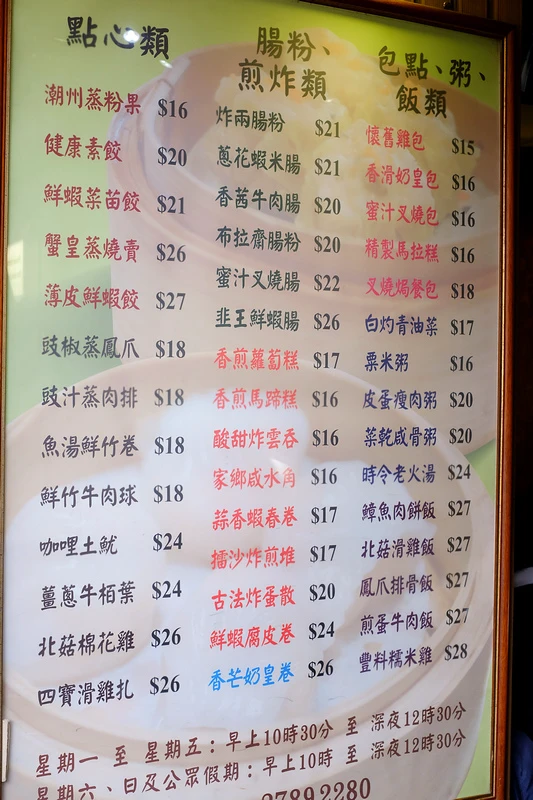 點心類
潮州蒸粉果 $16
健康素餃 $20
鮮蝦菜苗餃 $21
蟹皇蒸燒賣 $26
薄皮鮮蝦餃 $27
豉椒蒸鳳爪 $18
豉汁蒸肉排 $18
魚湯鮮竹卷 $18
鮮竹牛肉球 $18
咖哩土魷 $24
薑蔥牛栢葉 $24
北菇棉花雞 $26
四寶滑雞扎 $26
腸粉、
煎炸類
炸兩腸粉 $21
蔥花蝦米腸 $21
香茜牛肉腸 $20
布拉齋腸粉 $20
蜜汁叉燒腸 $22
韭王鮮蝦腸 $26
香煎蘿蔔糕 $17
香煎馬蹄糕 $16
酸甜炸雲吞 $16
家鄉咸水角 $16
蒜香蝦春卷 $17
擂沙炸煎堆 $17
古法炸蛋散 $20
鮮蝦腐皮卷 $24
香芒奶皇卷 $26
包點、粥、
飯類
懷舊雞包 $15
香滑奶皇包 $16
蜜汁叉燒包 $16
精製馬拉糕 $16
叉燒焗餐包 $18
白灼青油菜 $17
粟米粥 $16
皮蛋瘦肉粥 $20
菜乾咸骨粥 $20
時令老火湯 $24
鱆魚肉餅飯 $27
北菇滑雞飯 $27
鳳爪排骨飯 $27
煎蛋牛肉飯 $27
豐料糯米雞 $28
星期一 至 星期五：早上10時30分 至 深夜12時30分
星期六、日及公眾假期：早上10時 至 深夜12時30分
27892280